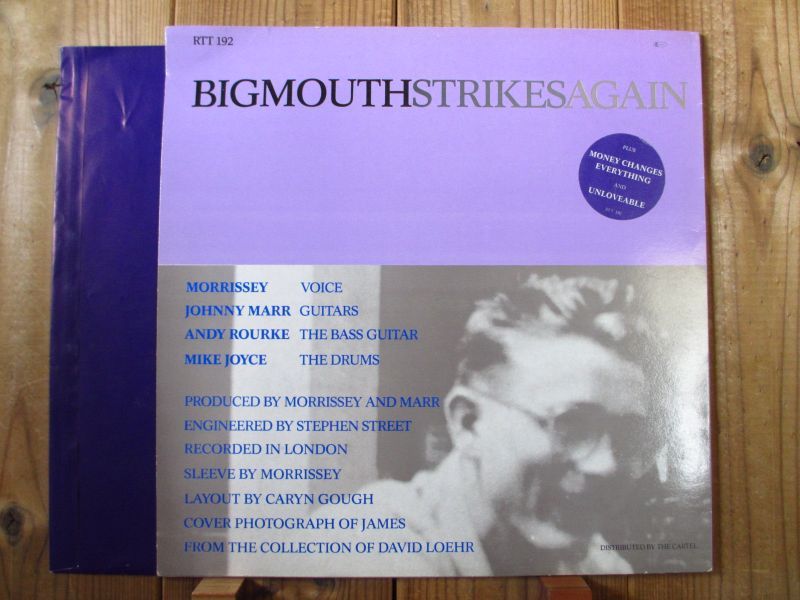 RTT 192
BIGMOUTHSTRIKESAGAIN
PLUS
MONEY CHANGES
EVERYTHING
AND
UNLOVEABLE
MORRISSEY VOICE
JOHNNY MARR GUITARS
ANDY ROURKE THE BASS GUITAR
MIKE JOYCE THE DRUMS
PRODUCED BY MORRISSEY AND MARR
ENGINEERED BY STEPHEN STREET
RECORDED IN LONDON
SLEEVE BY MORRISSEY
LAYOUT BY CARYN GOUGH
COVER PHOTOGRAPH OF JAMES
FROM THE COLLECTION OF DAVID LOEHR
DISTRIBUTED BY THE CARTEL